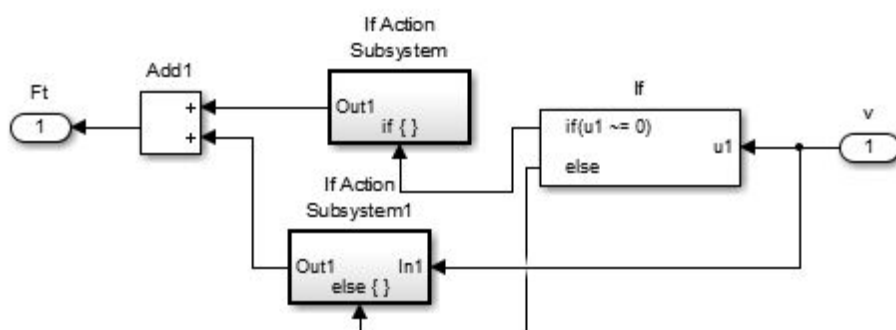 If Action
Subsystem
Add1
If
Ft
v
1
+
+
Out1
if { }
if(u1 ~= 0)
else
u1
1
If Action
Subsystem1
Out1
In1
else { }